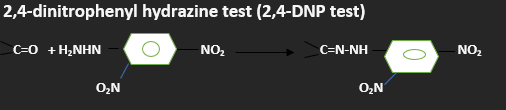 2,4-dinitrophenyl hydrazine test (2,4-DNP test)
C=O + H₂NHN NO₂ C=N-NH NO₂
O₂N O₂N